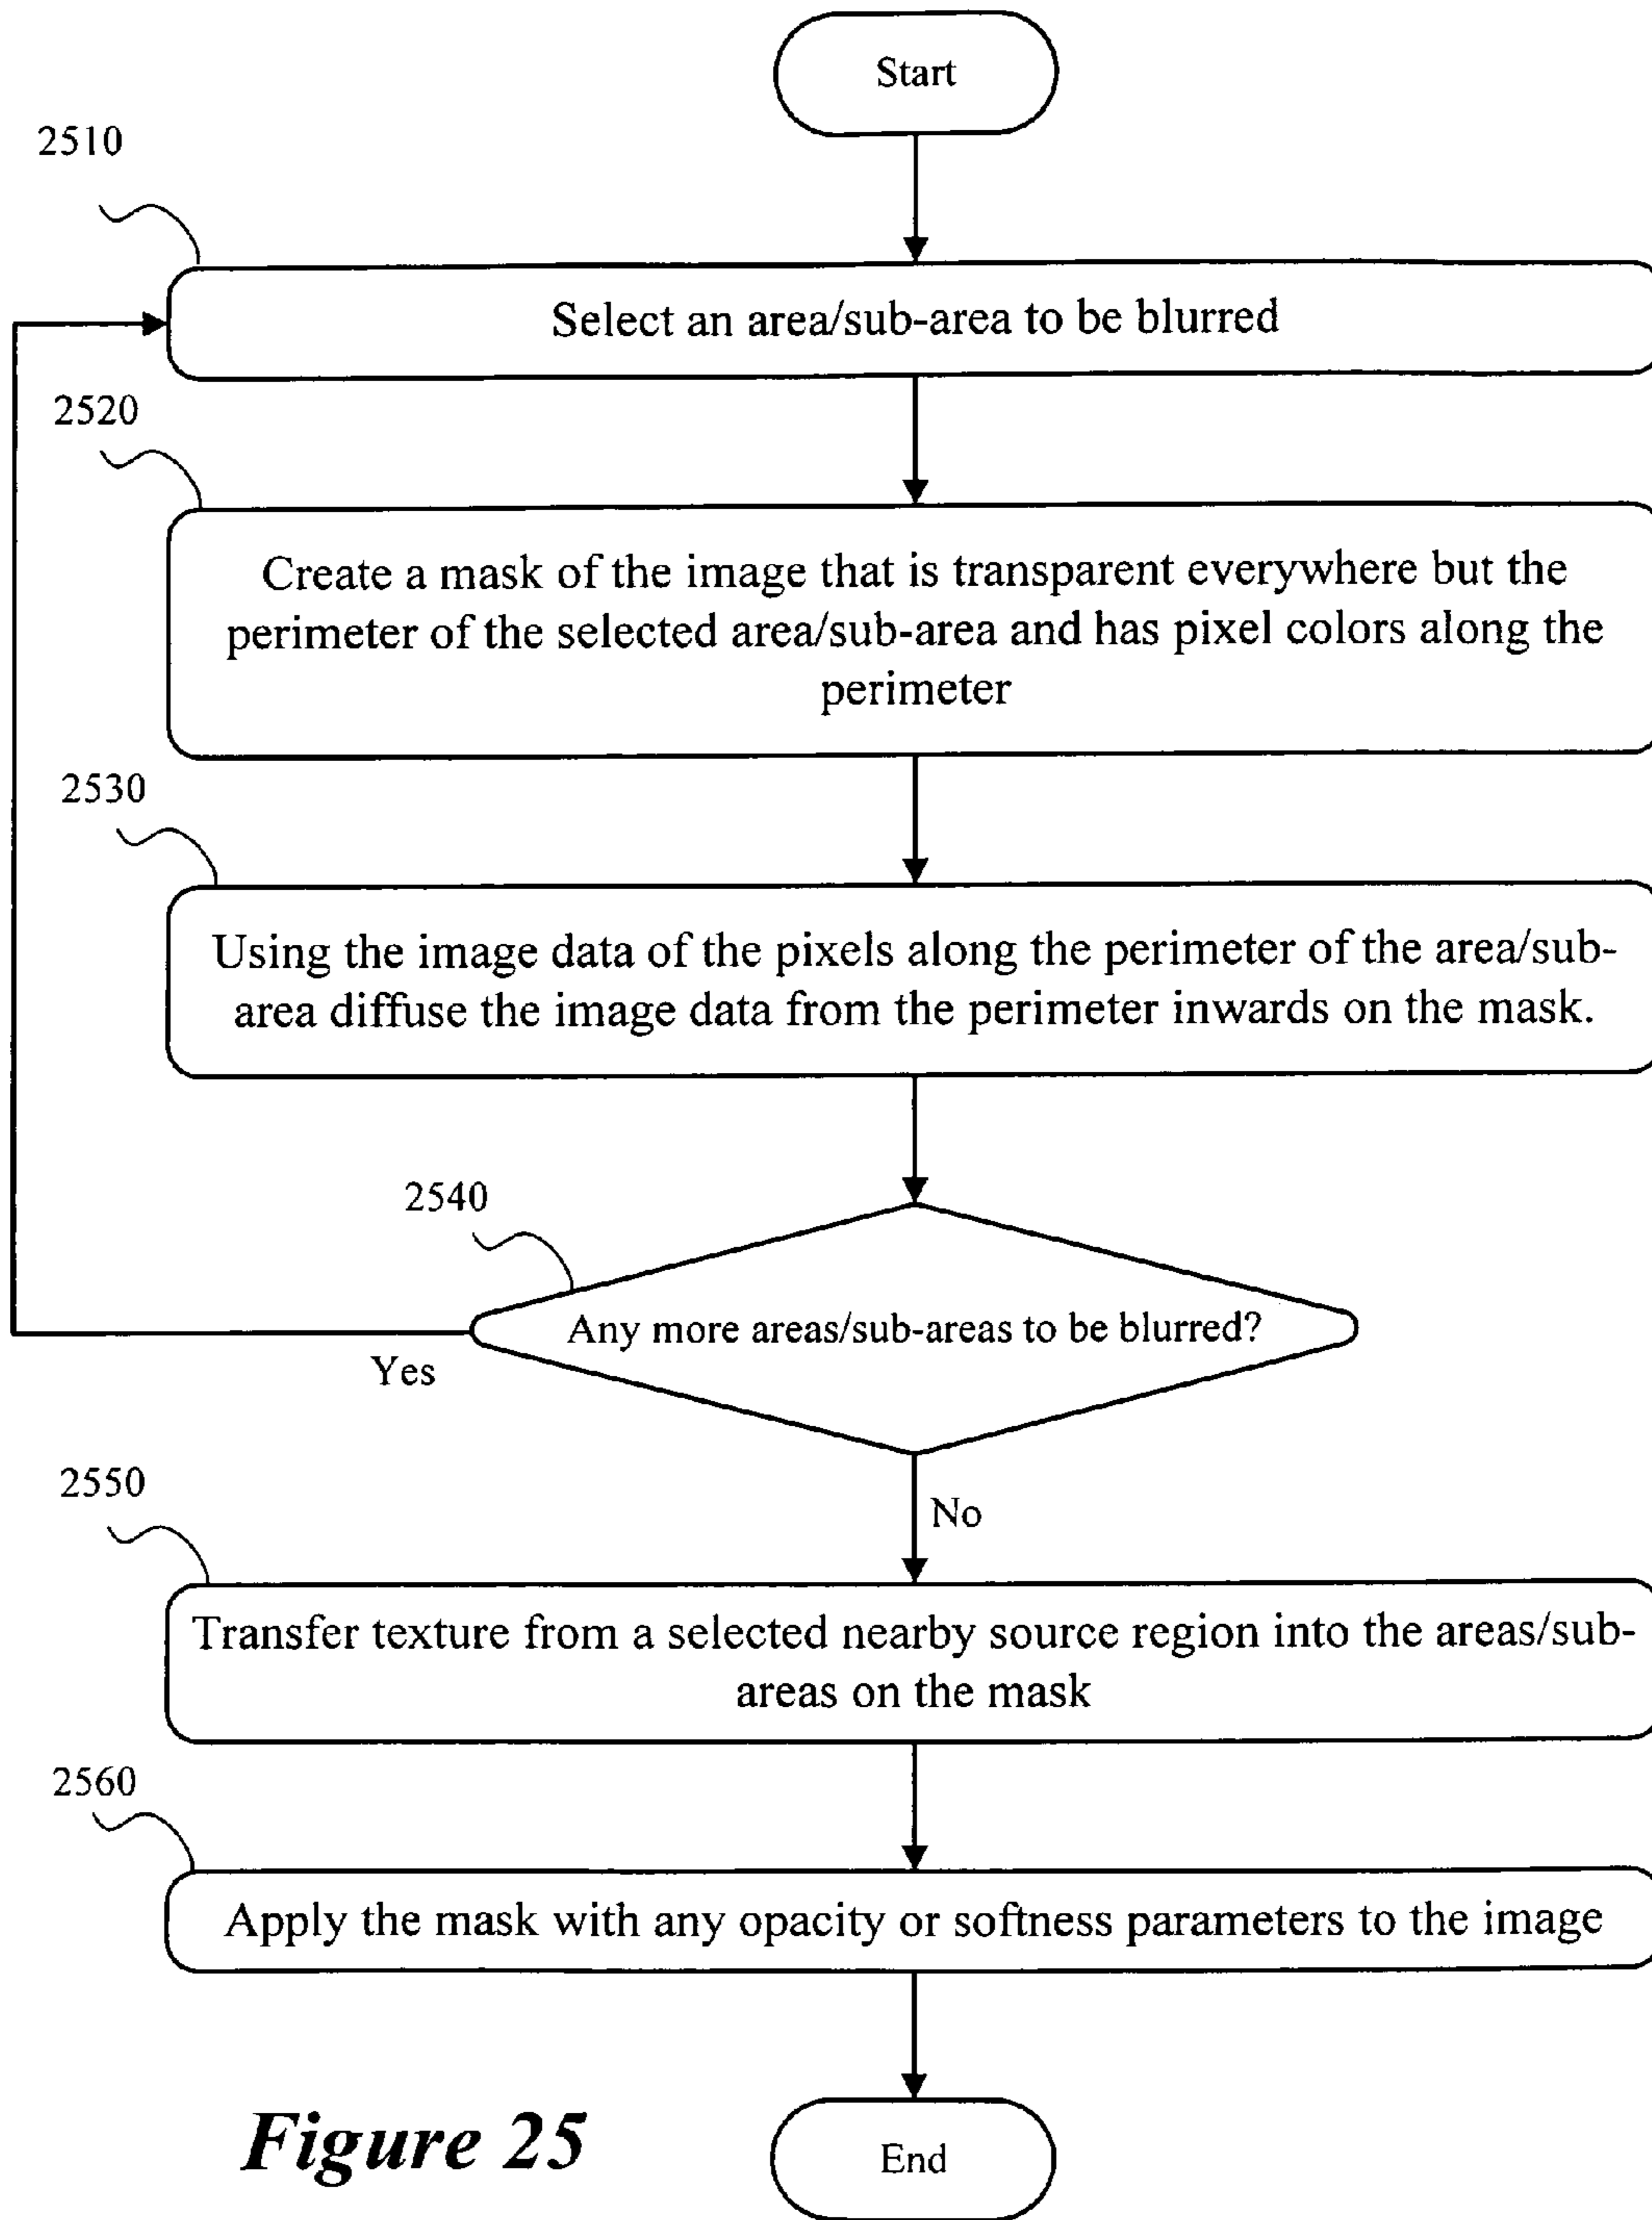 Start
2510
Select an area/sub-area to be blurred
2520
Create a mask of the image that is transparent everywhere but the
perimeter of the selected area/sub-area and has pixel colors along the
perimeter
2530
Using the image data of the pixels along the perimeter of the area/sub-
area diffuse the image data from the perimeter inwards on the mask.
2540
Any more areas/sub-areas to be blurred?
Yes
2550
No
Transfer texture from a selected nearby source region into the areas/sub-
areas on the mask
2560
Apply the mask with any opacity or softness parameters to the image
Figure 25
End